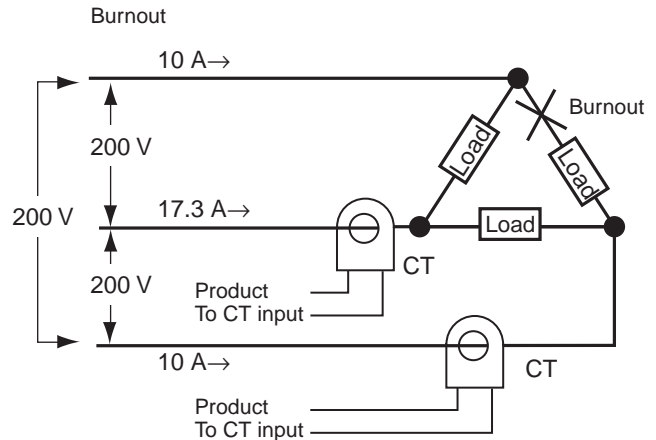 Burnout
10 A→
Burnout
Load
Load
200 V
200 V
17.3 A→
Load
CT
200 V
Product
To CT input
10 A→
CT
Product
To CT input